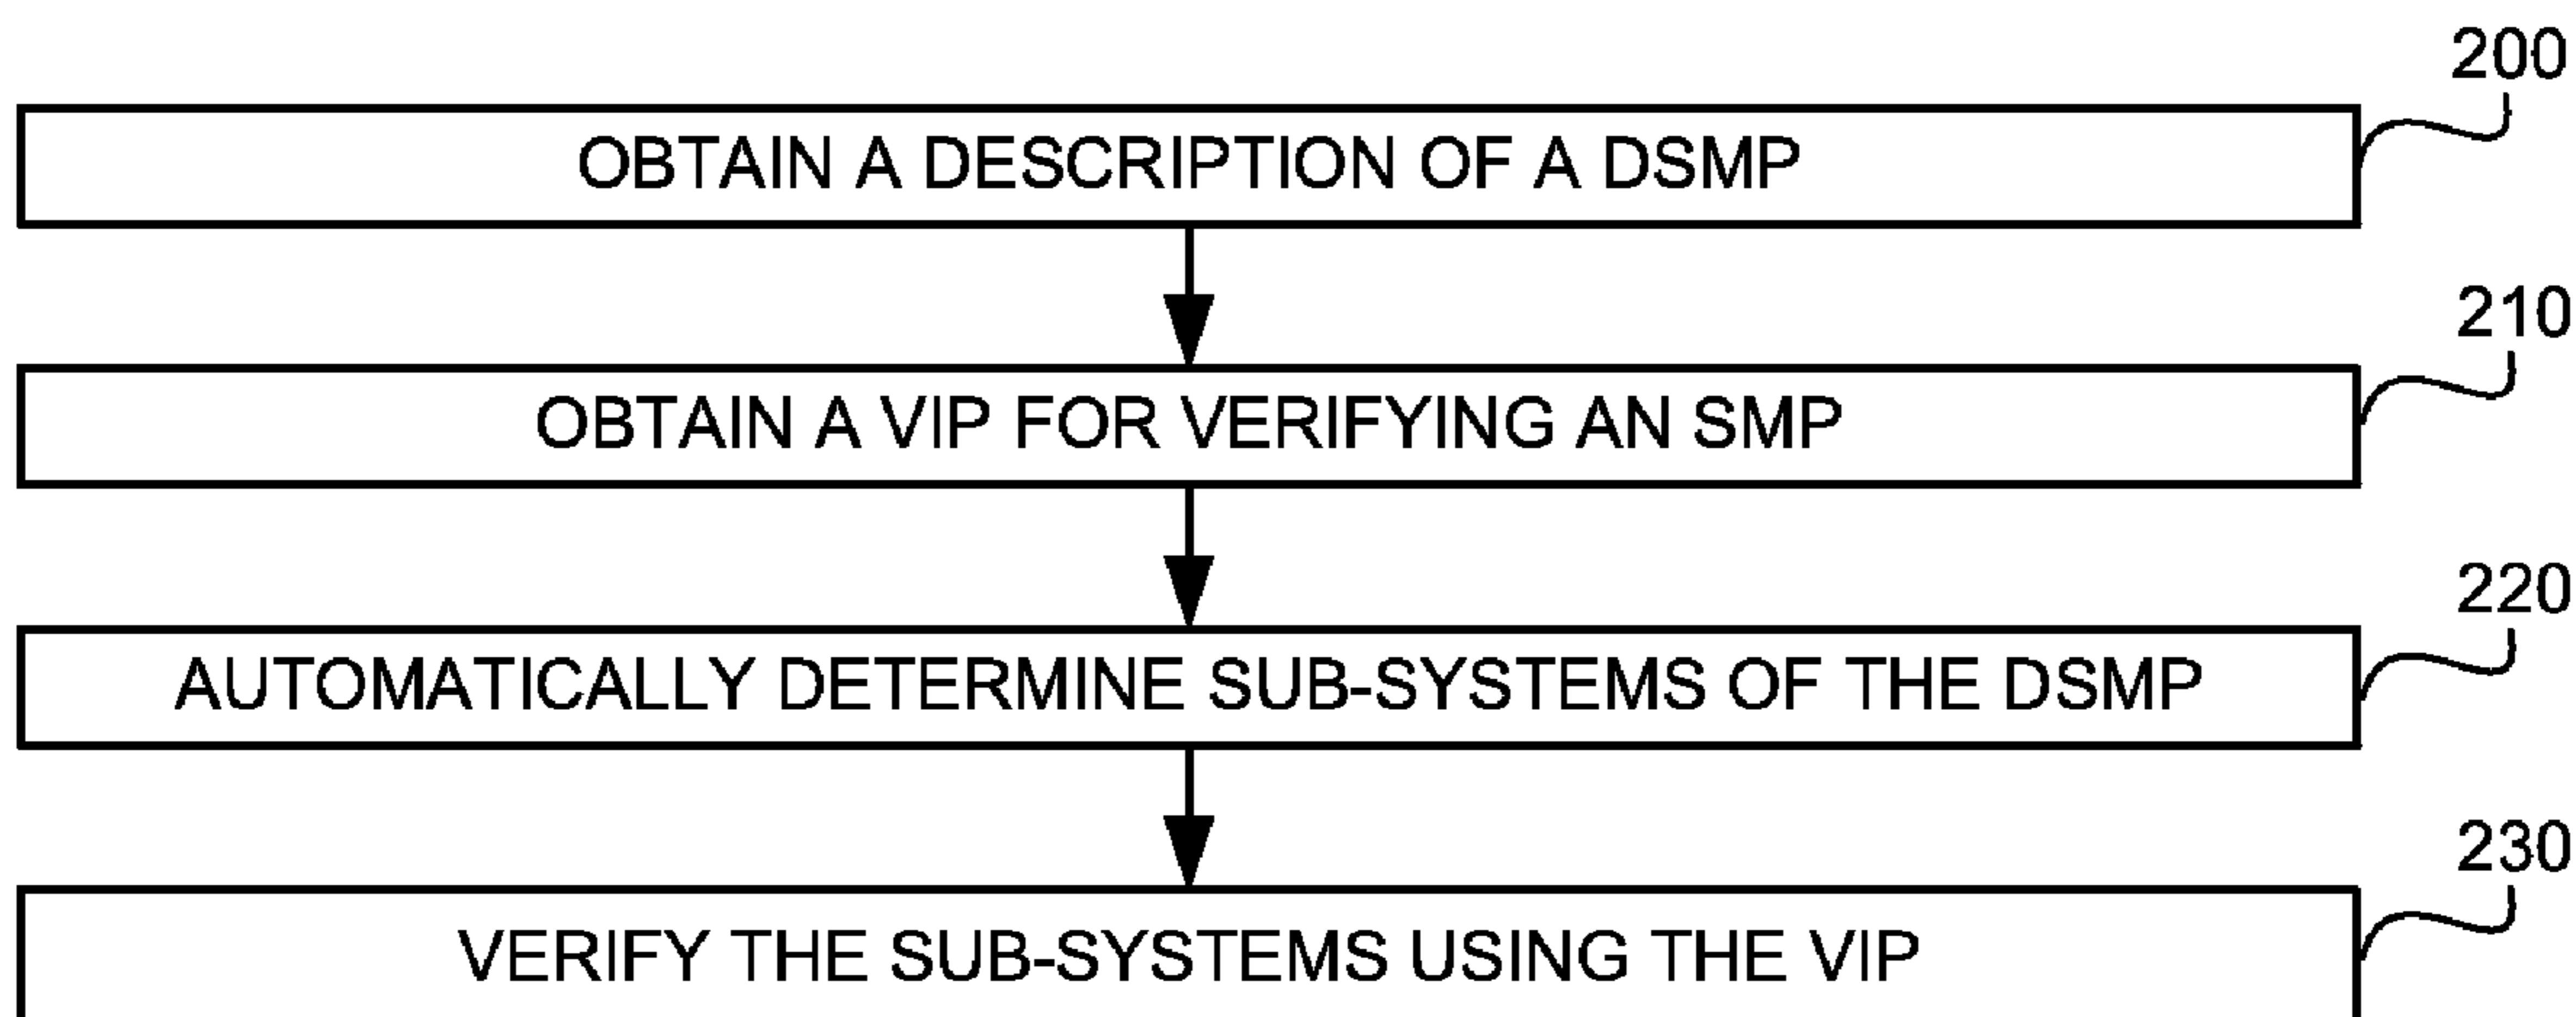 200
OBTAIN A DESCRIPTION OF A DSMP
210
OBTAIN A VIP FOR VERIFYING AN SMP
220
AUTOMATICALLY DETERMINE SUB-SYSTEMS OF THE DSMP
230
VERIFY THE SUB-SYSTEMS USING THE VIP